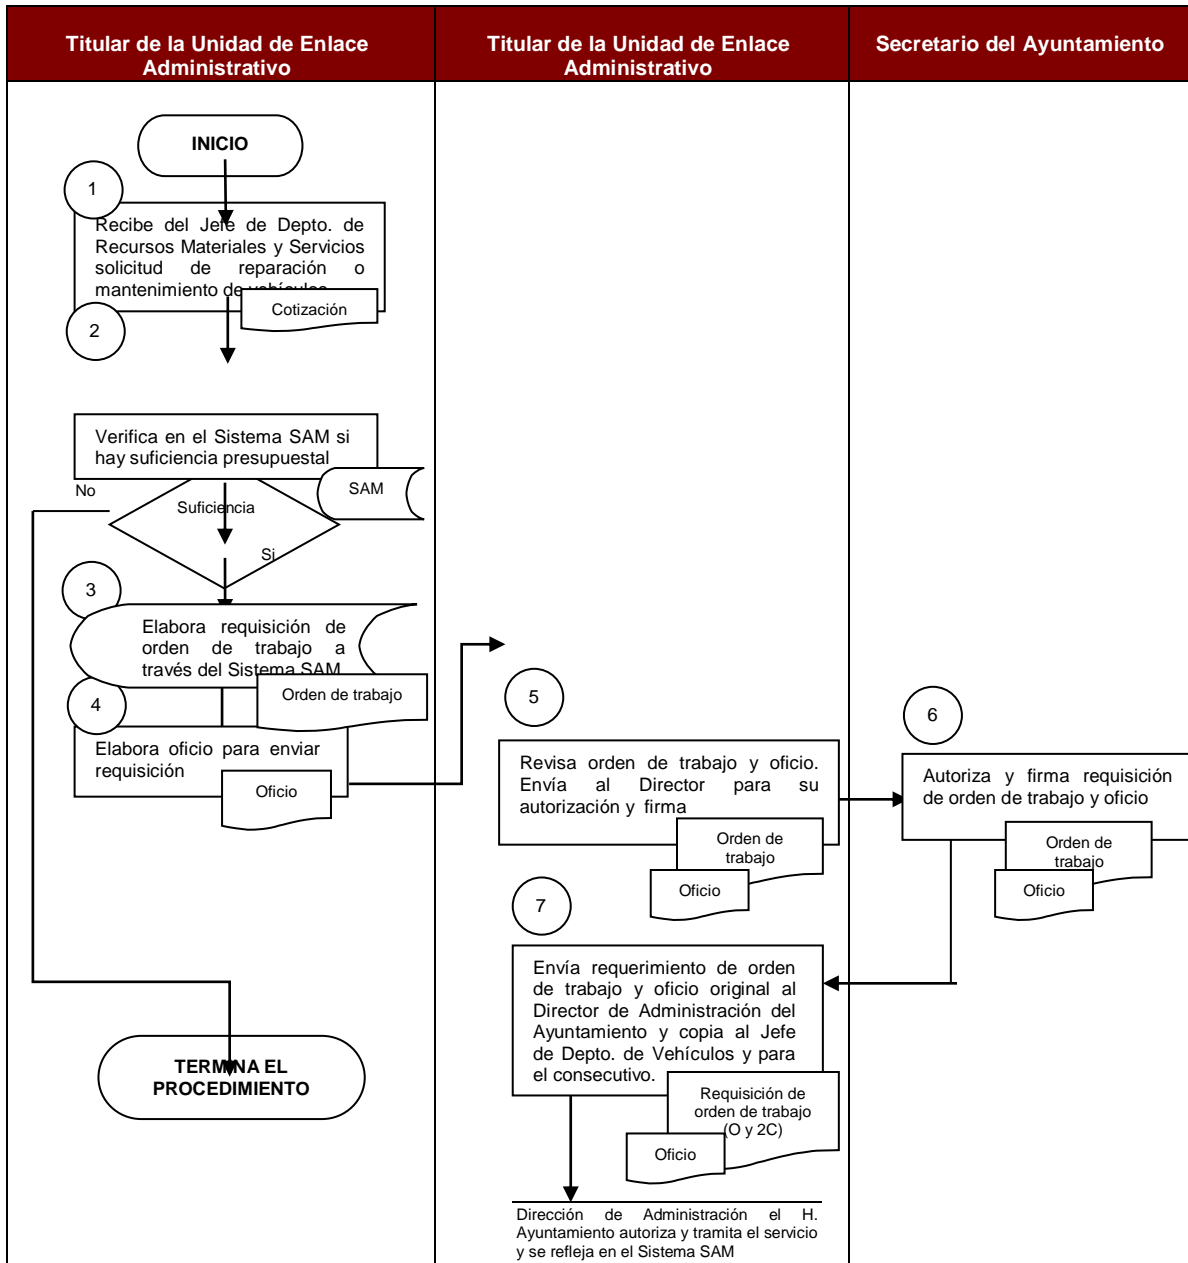 Titular de la Unidad de Enlace
Administrativo
Titular de la Unidad de Enlace
Administrativo
Secretario del Ayuntamiento
INICIO
1
Recibe del Jefe de Depto. de
Recursos Materiales y Servicios
solicitud de reparación o
mantenimiento de vehículos
Cotización
2
Verifica en el Sistema SAM si
hay suficiencia presupuestal
No
SAM
Suficiencia
Si
3
Elabora requisición de
orden de trabajo a
través del Sistema SAM
Orden de trabajo
4
Elabora oficio para enviar
requisición
Oficio
5
Revisa orden de trabajo y oficio.
Envía al Director para su
autorización y firma
Orden de
trabajo
Oficio
6
Autoriza y firma requisición
de orden de trabajo y oficio
Orden de
trabajo
Oficio
7
Envía requerimiento de orden
de trabajo y oficio original al
Director de Administración del
Ayuntamiento y copia al Jefe
de Depto. de Vehículos y para
el consecutivo.
Requisición de
orden de trabajo
(O y 2C)
Oficio
TERMINA EL
PROCEDIMIENTO
Dirección de Administración el H.
Ayuntamiento autoriza y tramita el servicio
y se refleja en el Sistema SAM